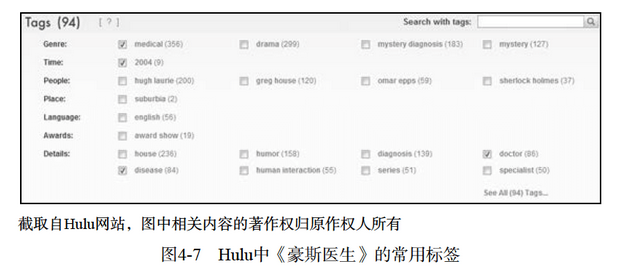 Tags (94) [ ? ] Search with tags:
Genre: medical (356) drama (299) mystery diagnosis (183) mystery (127)
Time: 2004 (9)
People: hugh laurie (200) greg house (120) omar epps (59) sherlock holmes (37)
Place: suburbia (2)
Language: english (56)
Awards: award show (19)
Details: house (236) humor (158) diagnosis (139) doctor (86)
disease (84) human interaction (55) series (51) specialist (50)
See All (94) Tags...
截取自Hulu网站，图中相关内容的著作权归原作权人所有
图4-7 Hulu中《豪斯医生》的常用标签